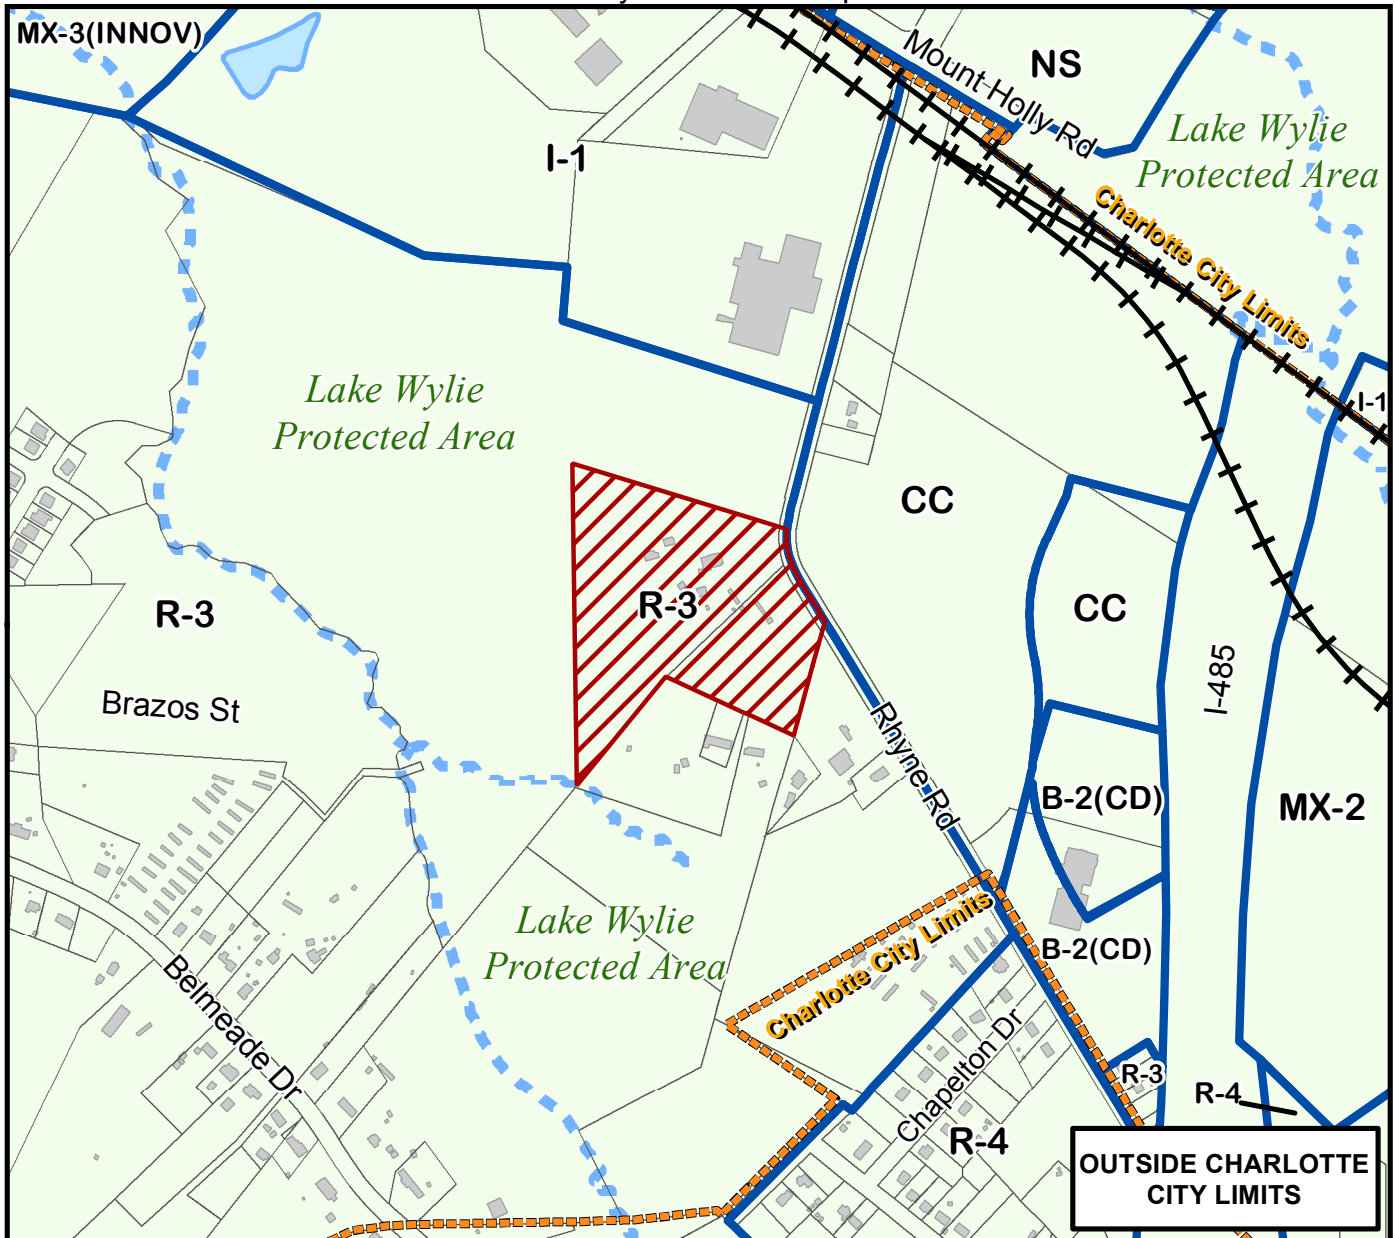 MX-3(INNOV)
Mount Holly Rd
NS
Lake Wylie
Protected Area
I-1
Charlotte City Limits
Lake Wylie
Protected Area
I-1
CC
R-3
R-3
CC
I-485
Brazos St
Rhyne Rd
B-2(CD)
MX-2
Lake Wylie
Protected Area
Charlotte City Limits
B-2(CD)
Belmeade Dr
Chapelton Dr
R-3
R-4
R-4
OUTSIDE CHARLOTTE
CITY LIMITS